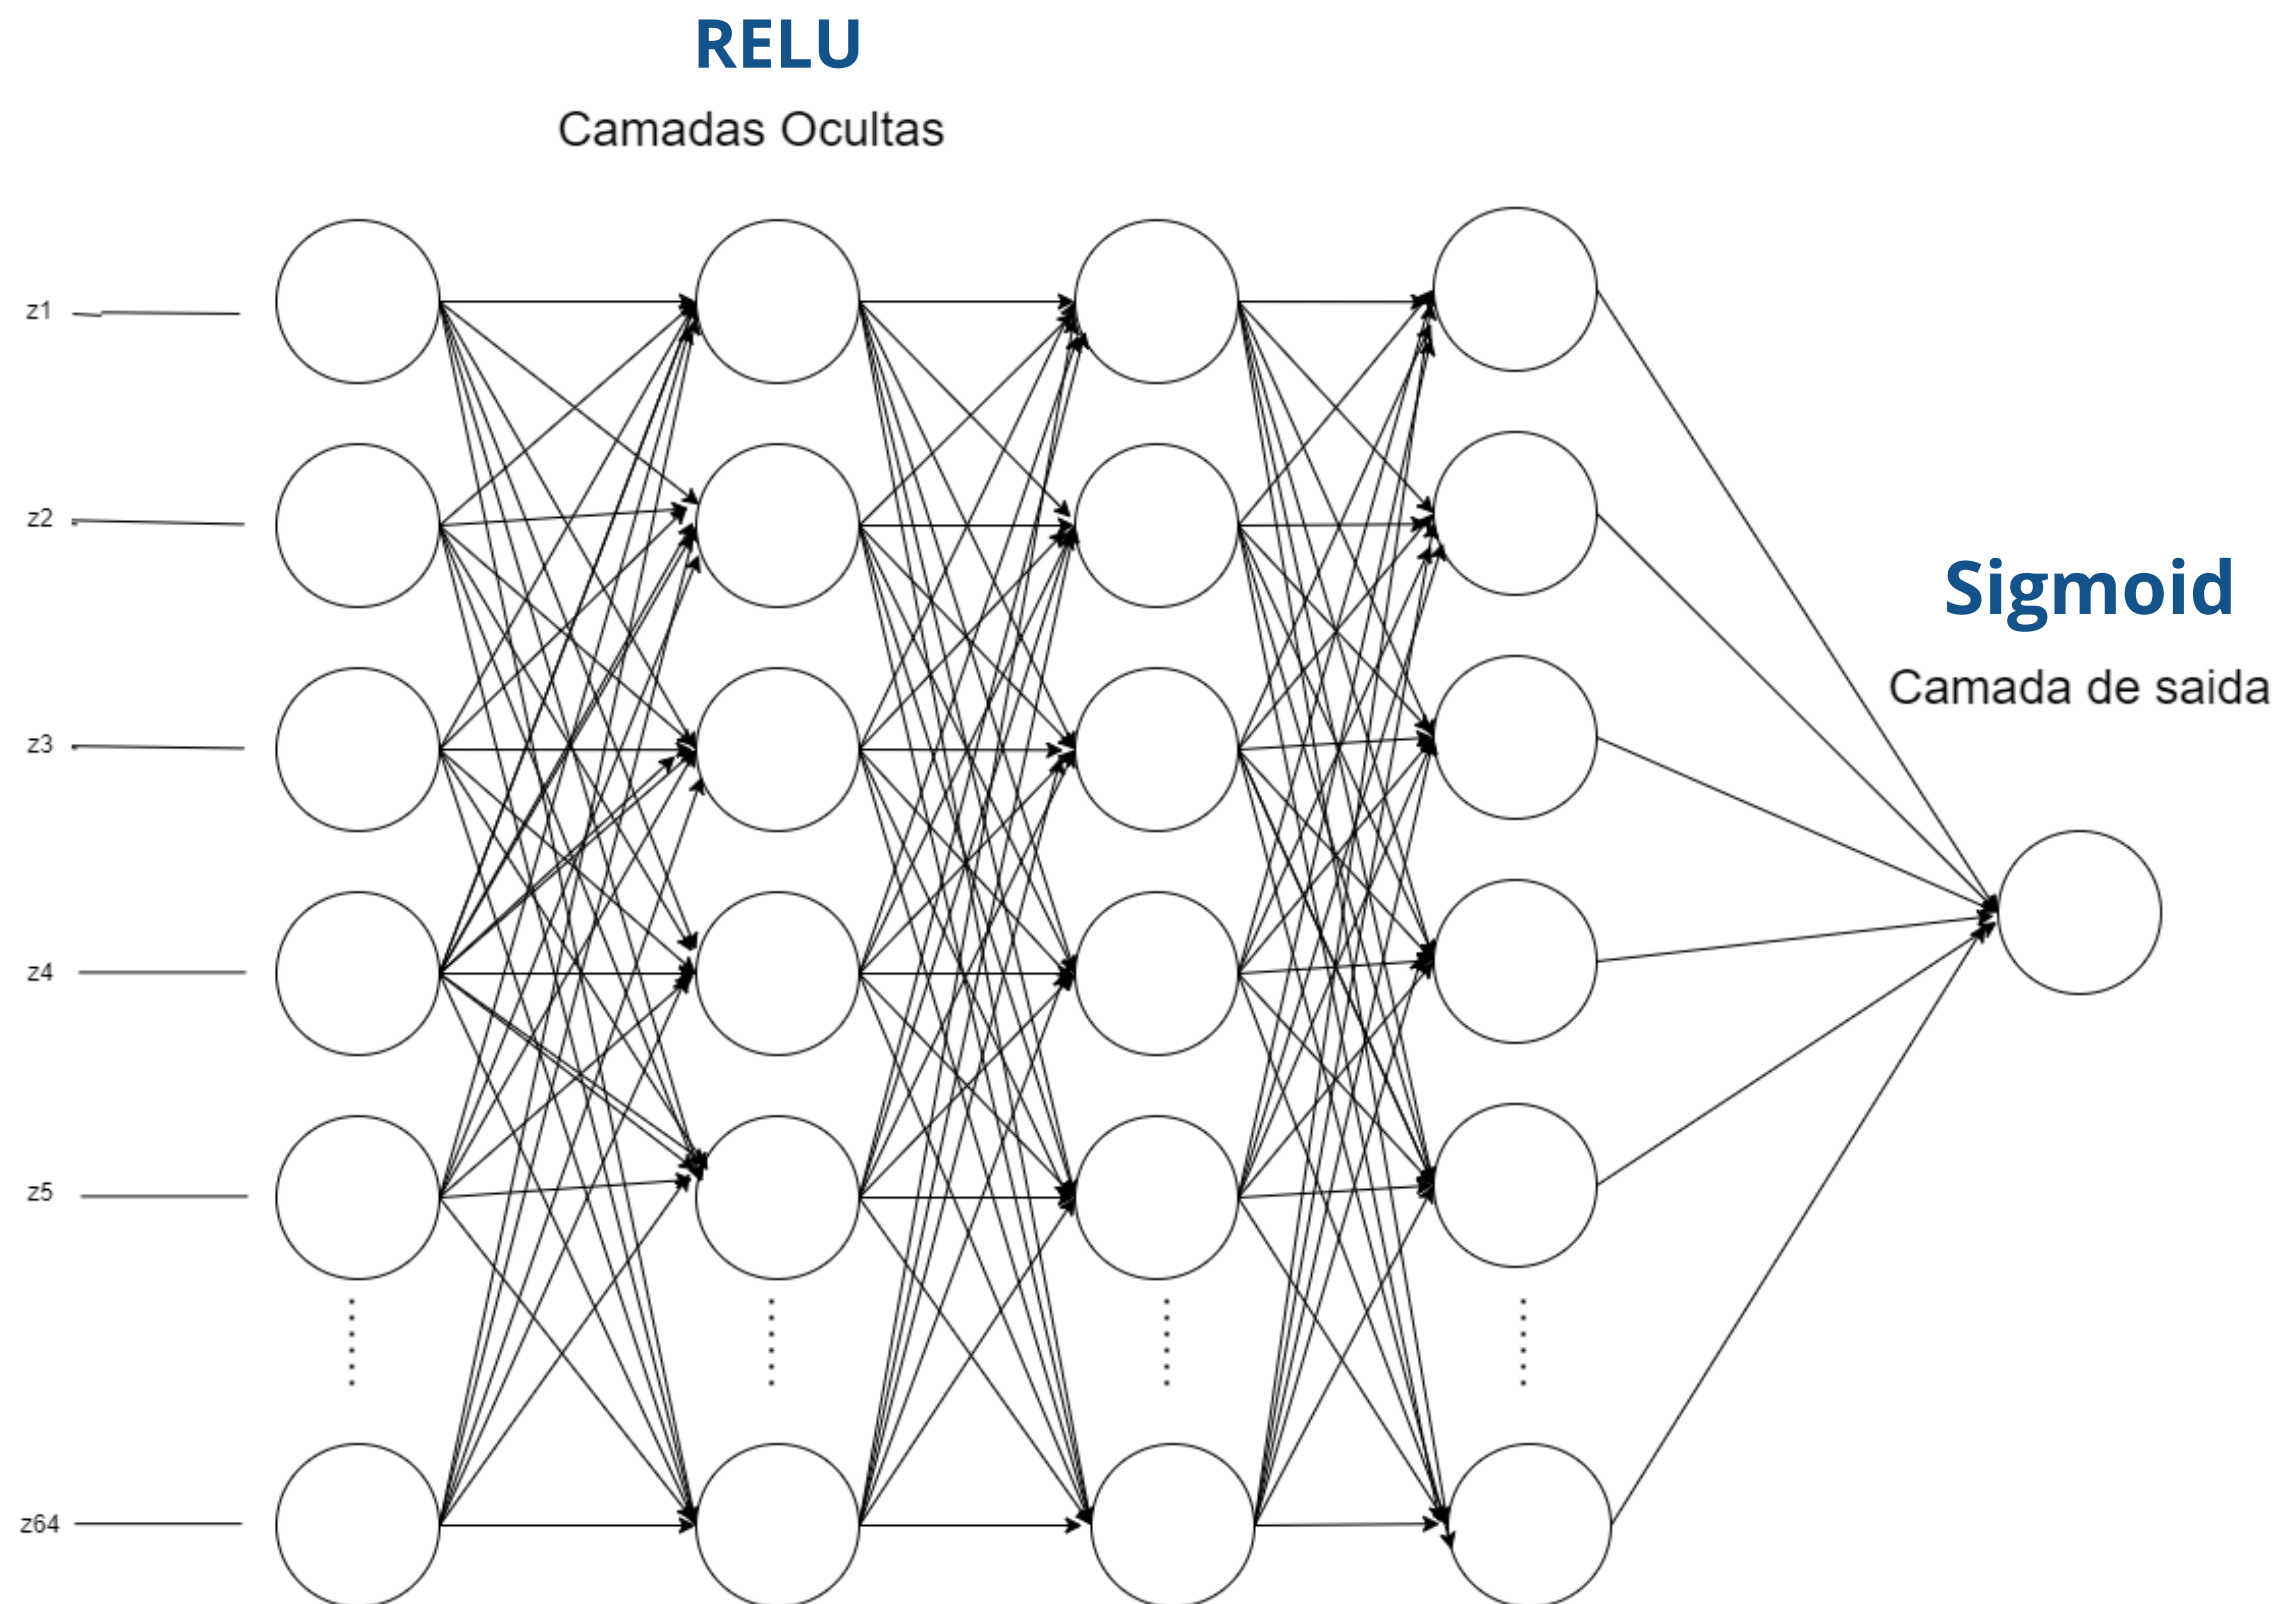 RELU
Camadas Ocultas
z1
z2
Sigmoid
Camada de saida
z3
z4
z5
z64